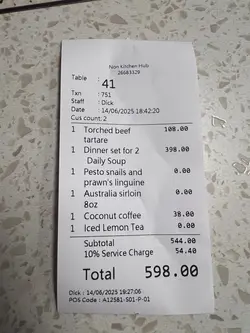 Non Kitchen Hub
26683329
Table : 41
Txn : 751
Staff : Dick
Date : 14/06/2025 18:42:20
Cus count: 2
1 Torched beef tartare 108.00
1 Dinner set for 2 398.00
Daily Soup
1 Pesto snails and prawn's linguine 0.00
1 Australia sirloin 8oz 0.00
1 Coconut coffee 38.00
1 Iced Lemon Tea 0.00
Subtotal 544.00
10% Service Charge 54.40
Total 598.00
Dick : 14/06/2025 19:27:06
POS Code : A12581-S01-P-01